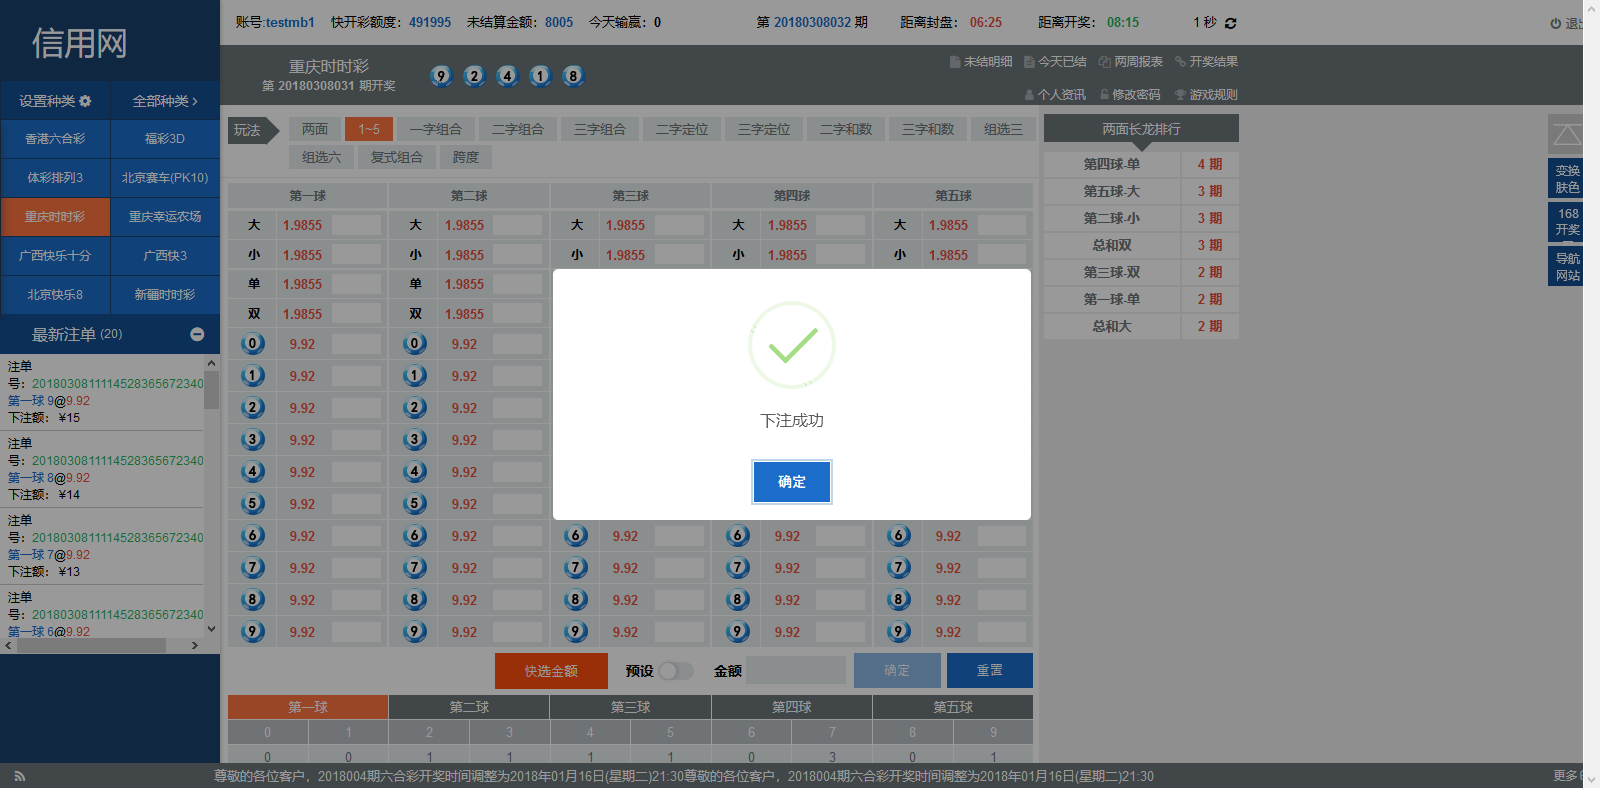 账号:testmb1 快开彩额度：491995 未结算金额：8005 今天输赢：0 第 20180308032 期 距离封盘：06:25 距离开奖：08:15 1 秒
信用网
重庆时时彩
第 20180308031 期开奖
9 2 4 1 8
未结明细 今天已结 两周报表 开奖结果
个人资讯 修改密码 游戏规则
设置种类 全部种类
香港六合彩 福彩3D
体彩排列3 北京赛车(PK10)
重庆时时彩 重庆幸运农场
广西快乐十分 广西快3
北京快乐8 新疆时时彩
最新注单 (20)
注单
号：2018030811114528365672340
第一球 9@9.92
下注额：¥15
注单
号：2018030811114528365672340
第一球 8@9.92
下注额：¥14
注单
号：2018030811114528365672340
第一球 7@9.92
下注额：¥13
注单
号：2018030811114528365672340
第一球 6@9.92
玩法 两面 1~5 一字组合 二字组合 三字组合 二字定位 三字定位 二字和数 三字和数 组选三
组选六 复式组合 跨度
第一球 第二球 第三球 第四球 第五球
大 1.9855 大 1.9855 大 1.9855 大 1.9855 大 1.9855
小 1.9855 小 1.9855 小 1.9855 小 1.9855 小 1.9855
单 1.9855 单 1.9855
双 1.9855 双 1.9855
0 9.92 0 9.92
1 9.92 1 9.92
2 9.92 2 9.92
3 9.92 3 9.92
4 9.92 4 9.92
5 9.92 5 9.92
6 9.92 6 9.92 6 9.92 6 9.92 6 9.92
7 9.92 7 9.92 7 9.92 7 9.92 7 9.92
8 9.92 8 9.92 8 9.92 8 9.92 8 9.92
9 9.92 9 9.92 9 9.92 9 9.92 9 9.92
下注成功
确定
快选金额 预设 金额 确定 重置
第一球 第二球 第三球 第四球 第五球
0 1 2 3 4 5 6 7 8 9
0 0 1 1 1 1 0 3 0 1
两面长龙排行
第四球-单 4 期
第五球-大 3 期
第二球-小 3 期
总和双 3 期
第三球-双 2 期
第一球-单 2 期
总和大 2 期
变换
肤色
168
开奖
导航
网站
尊敬的各位客户，2018004期六合彩开奖时间调整为2018年01月16日(星期二)21:30尊敬的各位客户，2018004期六合彩开奖时间调整为2018年01月16日(星期二)21:30
更多